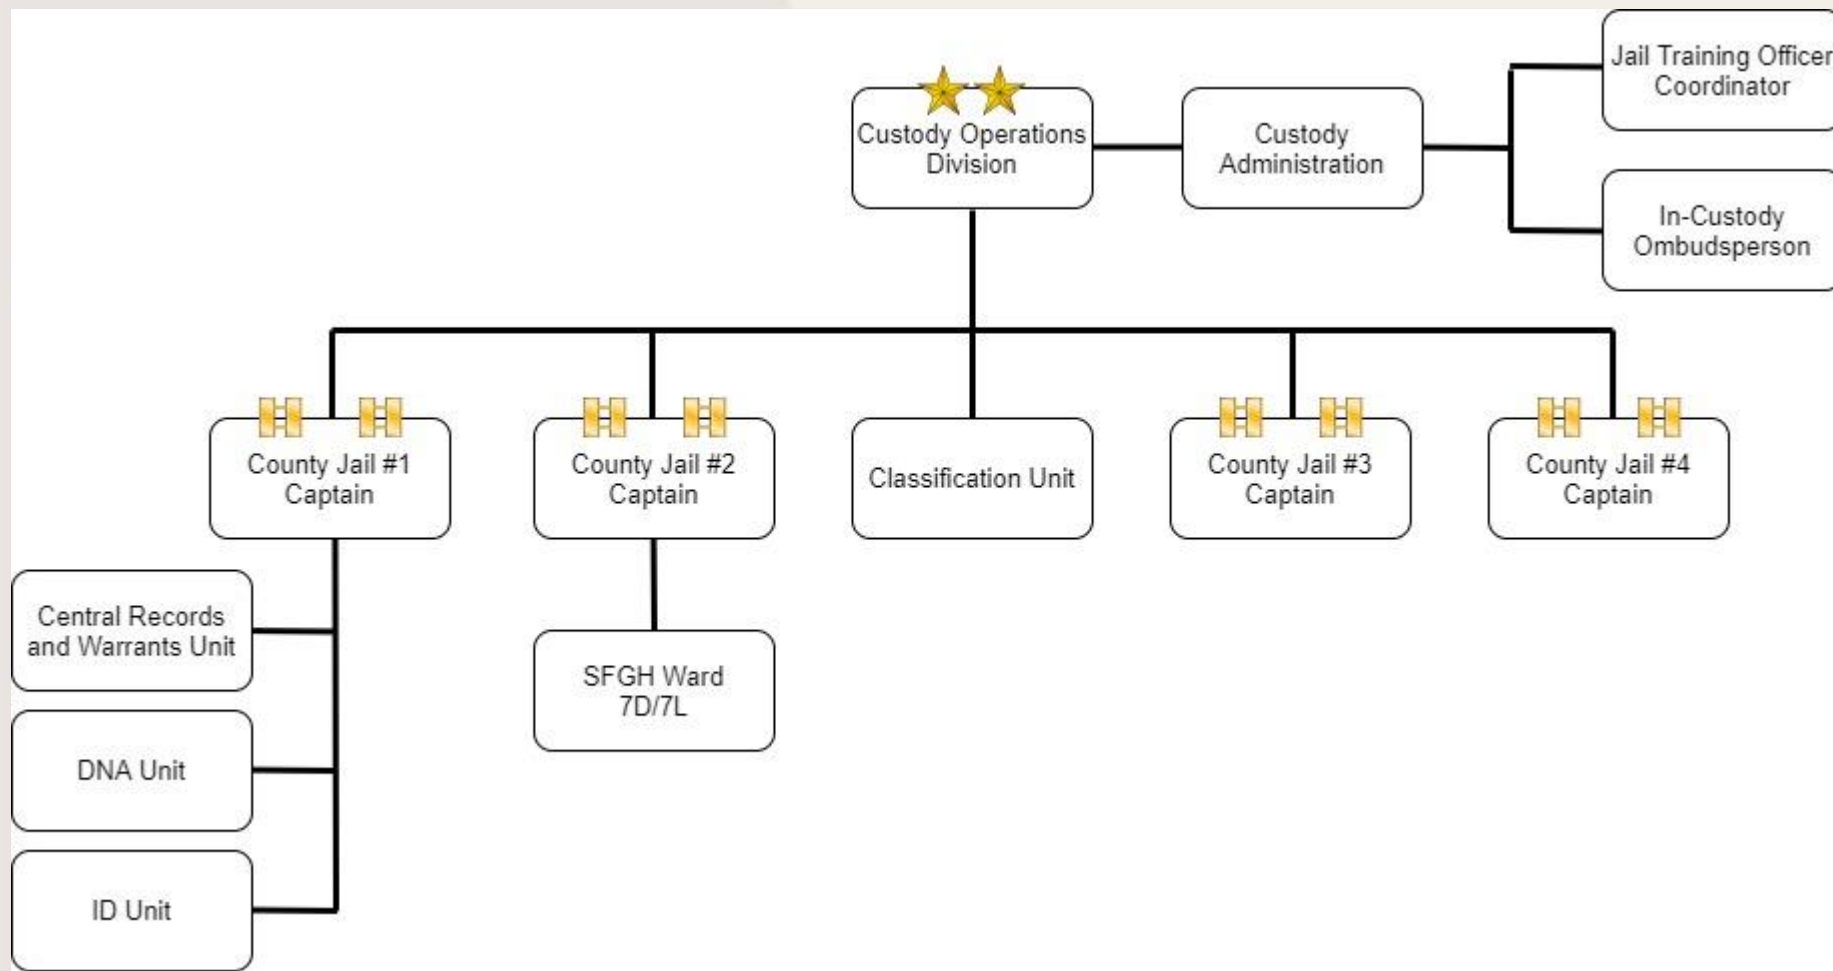 Jail Training Officer
Coordinator
Custody Operations
Division
Custody
Administration
In-Custody
Ombudsperson
County Jail #1
Captain
County Jail #2
Captain
Classification Unit
County Jail #3
Captain
County Jail #4
Captain
Central Records
and Warrants Unit
SFGH Ward
7D/7L
DNA Unit
ID Unit